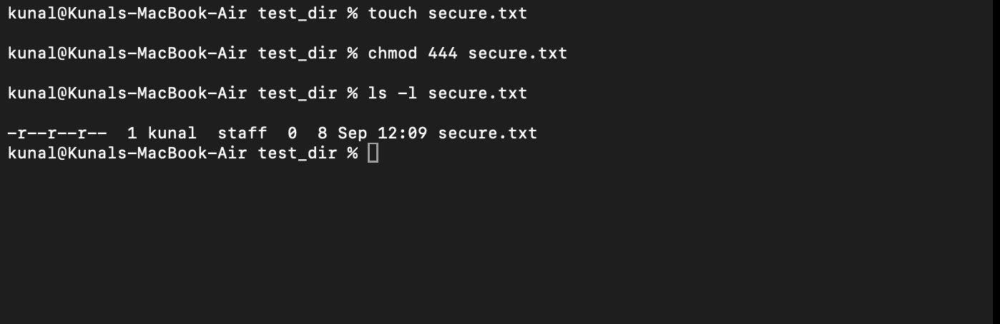 kunal@Kunals-MacBook-Air test_dir % touch secure.txt
kunal@Kunals-MacBook-Air test_dir % chmod 444 secure.txt
kunal@Kunals-MacBook-Air test_dir % ls -l secure.txt
-r--r--r--  1 kunal  staff  0  8 Sep 12:09 secure.txt
kunal@Kunals-MacBook-Air test_dir %